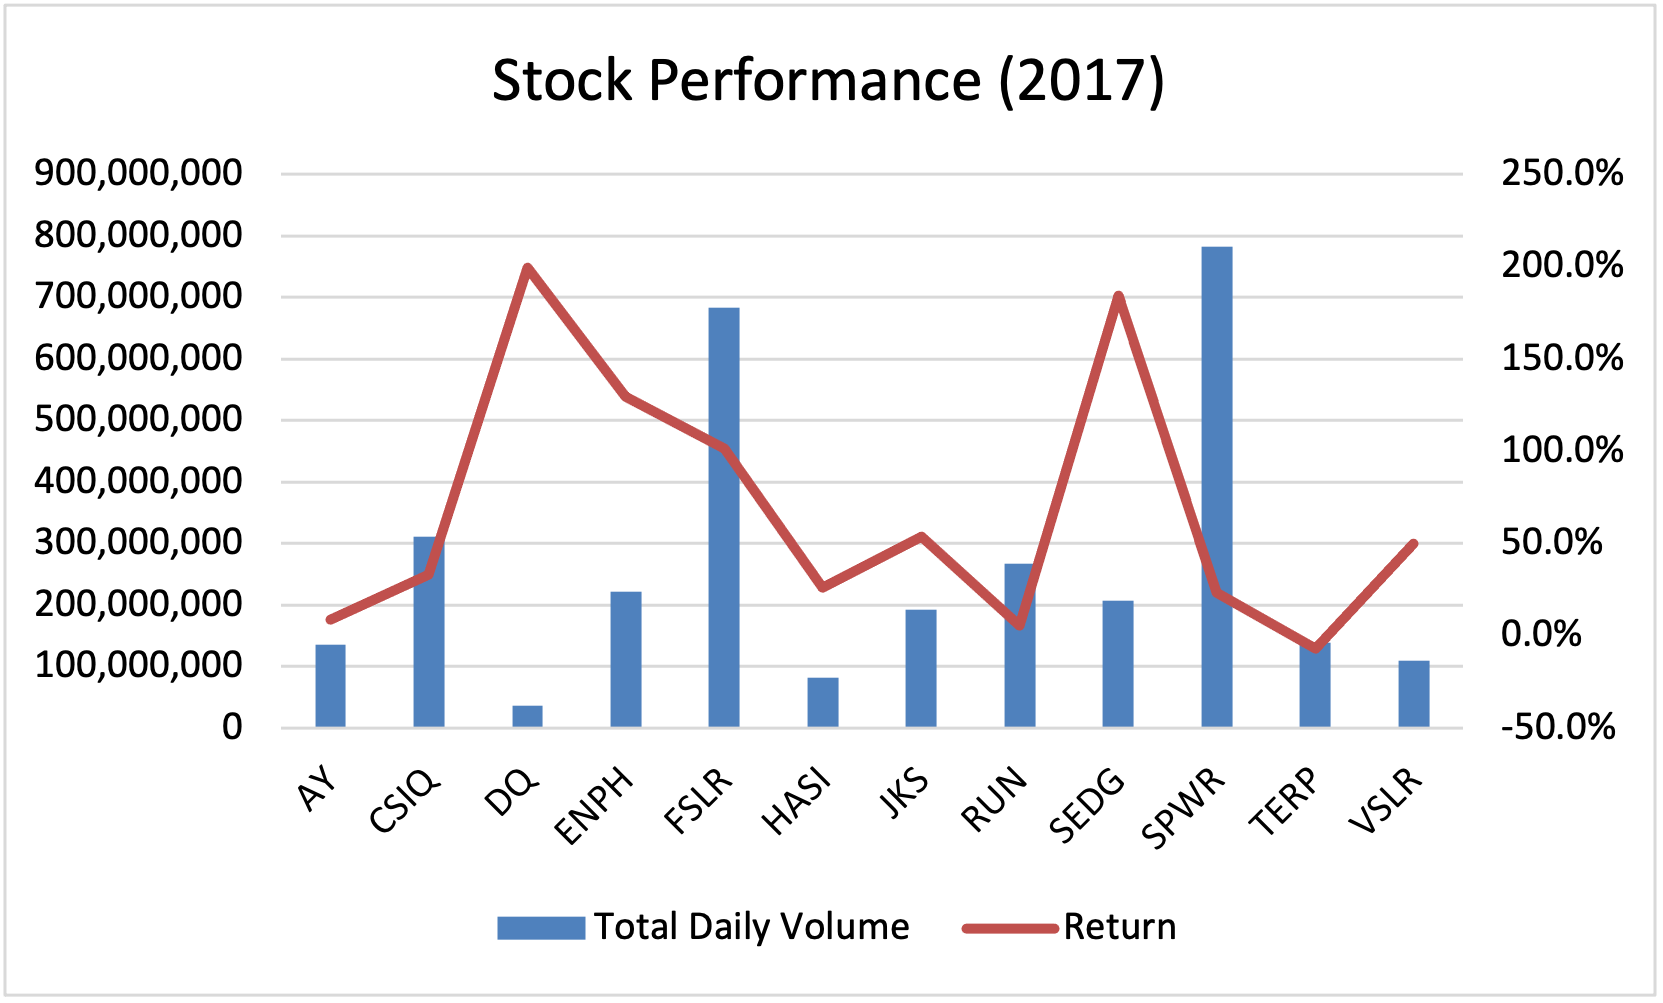 Stock Performance (2017)
900,000,000
800,000,000
700,000,000
600,000,000
500,000,000
400,000,000
300,000,000
200,000,000
100,000,000
0
250.0%
200.0%
150.0%
100.0%
50.0%
0.0%
-50.0%
AY
CSIQ
DQ
ENPH
FSLR
HASI
JKS
RUN
SEDG
SPWR
TERP
VSLR
Total Daily Volume
Return